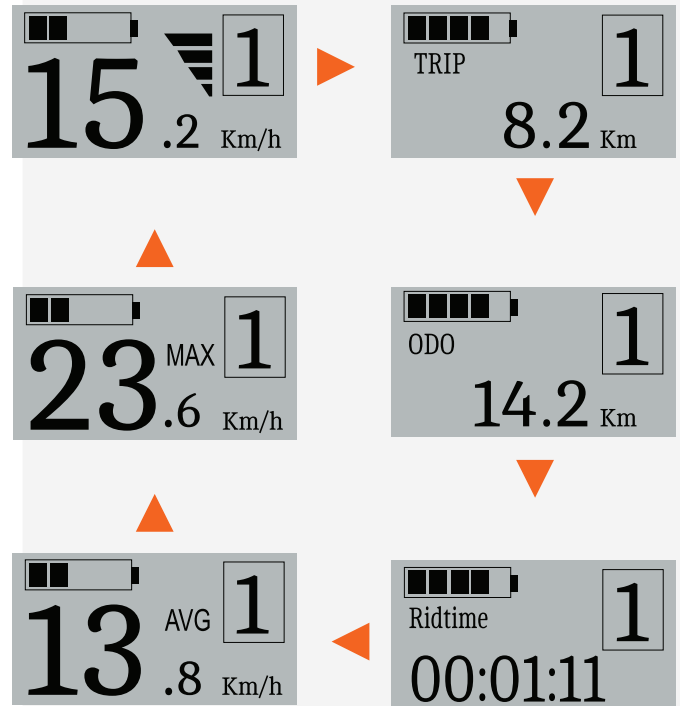 1
15.2 Km/h
TRIP
1
8.2 Km
MAX
1
23.6 Km/h
ODO
1
14.2 Km
AVG
1
13.8 Km/h
Ridtime
1
00:01:11